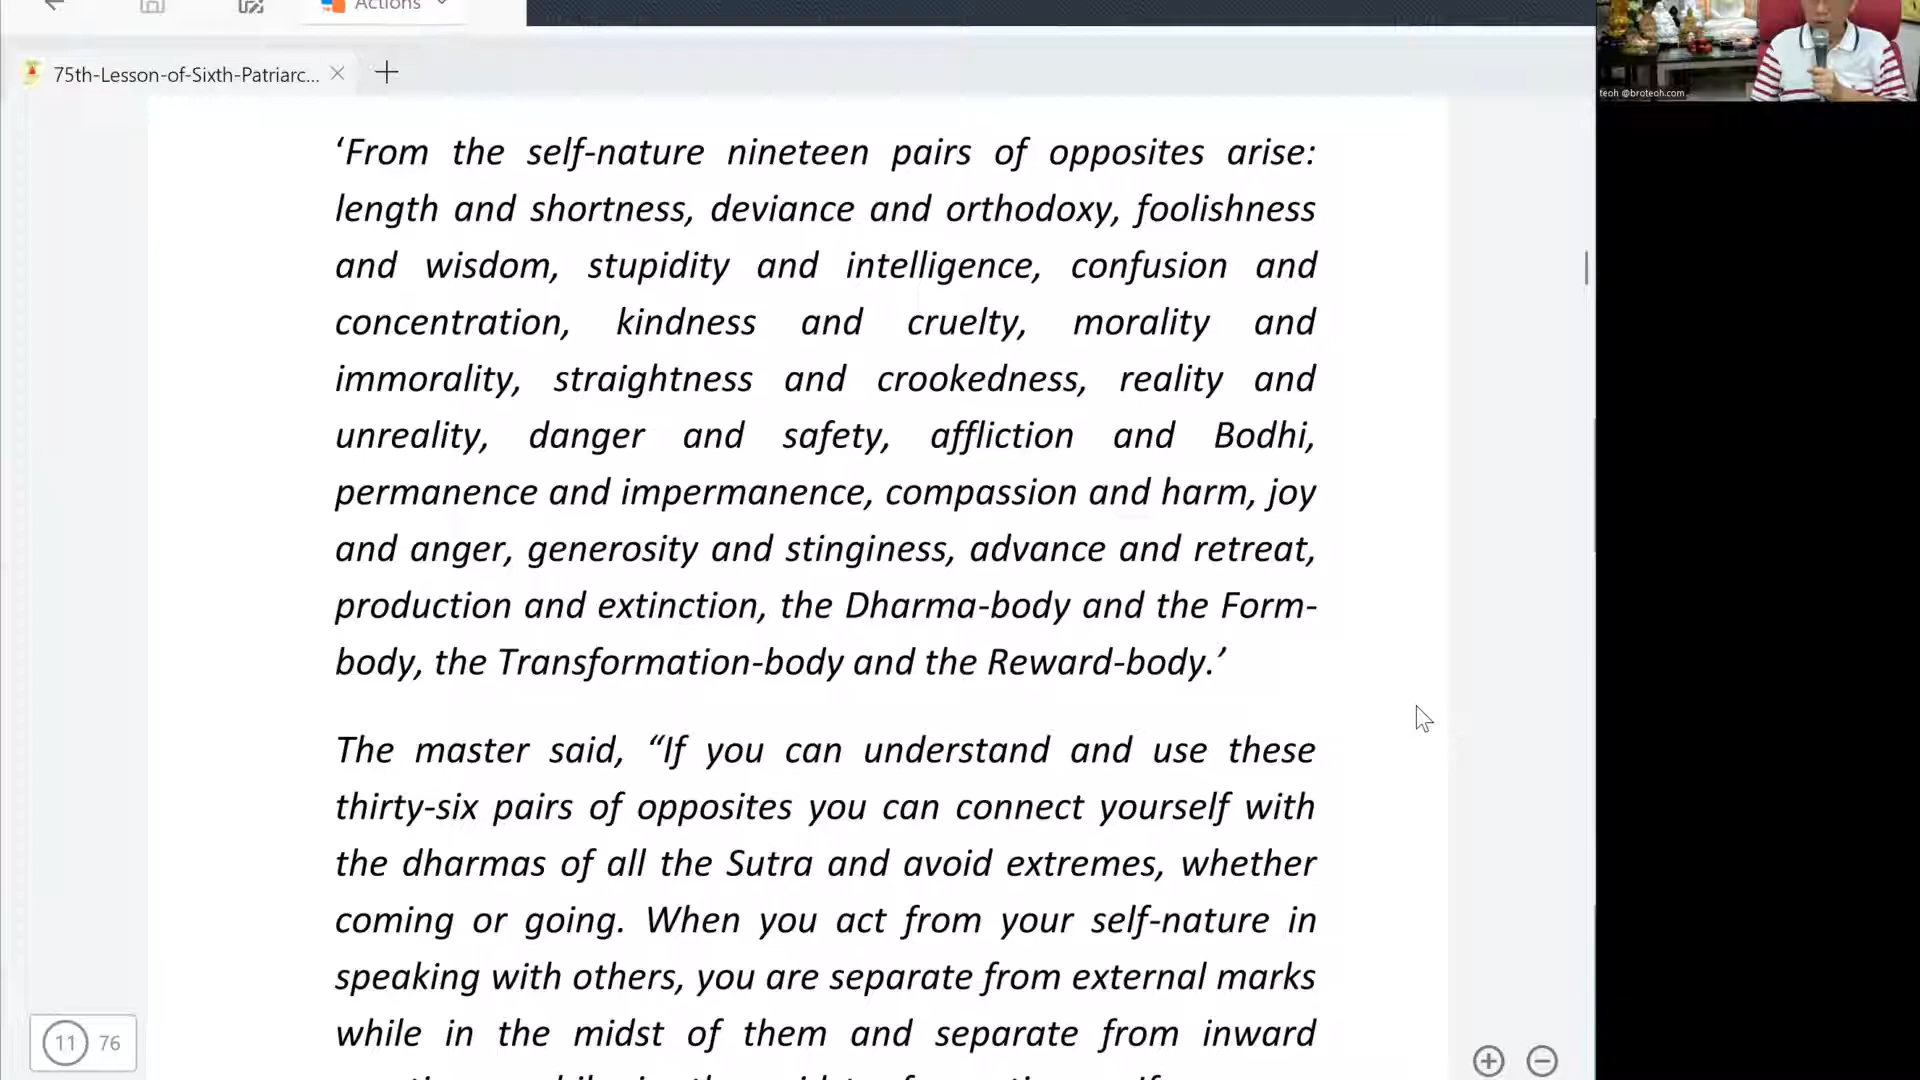 Actions
75th-Lesson-of-Sixth-Patriarc...
teoh @broteoh.com
‘From the self-nature nineteen pairs of opposites arise:
length and shortness, deviance and orthodoxy, foolishness
and wisdom, stupidity and intelligence, confusion and
concentration, kindness and cruelty, morality and
immorality, straightness and crookedness, reality and
unreality, danger and safety, affliction and Bodhi,
permanence and impermanence, compassion and harm, joy
and anger, generosity and stinginess, advance and retreat,
production and extinction, the Dharma-body and the Form-
body, the Transformation-body and the Reward-body.’
The master said, “If you can understand and use these
thirty-six pairs of opposites you can connect yourself with
the dharmas of all the Sutra and avoid extremes, whether
coming or going. When you act from your self-nature in
speaking with others, you are separate from external marks
while in the midst of them and separate from inward
11 76